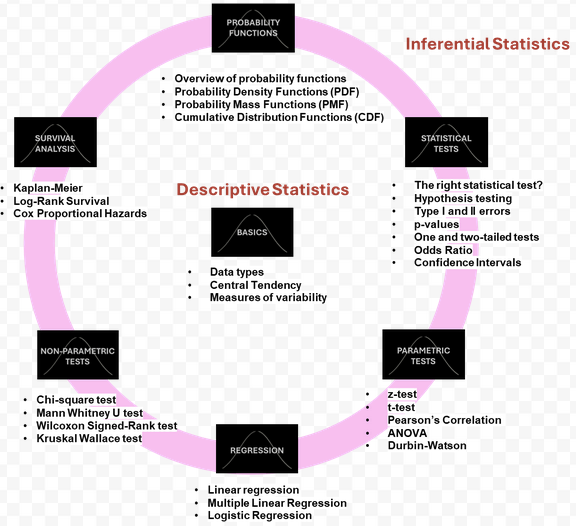 PROBABILITY
FUNCTIONS
Inferential Statistics
• Overview of probability functions
• Probability Density Functions (PDF)
• Probability Mass Functions (PMF)
• Cumulative Distribution Functions (CDF)
SURVIVAL
ANALYSIS
• Kaplan-Meier
• Log-Rank Survival
• Cox Proportional Hazards
STATISTICAL
TESTS
• The right statistical test?
• Hypothesis testing
• Type I and II errors
• p-values
• One and two-tailed tests
• Odds Ratio
• Confidence Intervals
Descriptive Statistics
BASICS
• Data types
• Central Tendency
• Measures of variability
NON-PARAMETRIC
TESTS
• Chi-square test
• Mann Whitney U test
• Wilcoxon Signed-Rank test
• Kruskal Wallace test
PARAMETRIC
TESTS
• z-test
• t-test
• Pearson’s Correlation
• ANOVA
• Durbin-Watson
REGRESSION
• Linear regression
• Multiple Linear Regression
• Logistic Regression